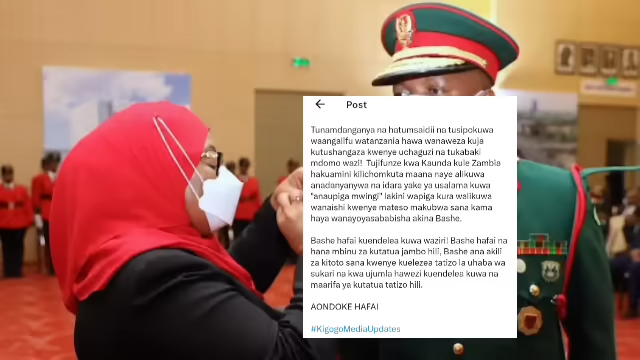 Post
Tunamdanganya na hatumsaidii na tusipokuwa
waangalifu watanzania hawa wanaweza kuja
kutushangaza kwenye uchaguzi na tukabaki
mdomo wazi! Tujifunze kwa Kaunda kule Zambia
hakuamini kilichomkuta maana naye alikuwa
anadanyanywa na idara yake ya usalama kuwa
“anaupiga mwingi” lakini wapiga kura walikuwa
wanaishi kwenye mateso makubwa sana kama
haya wanayoyasababisha akina Bashe.
Bashe hafai kuendelea kuwa waziri! Bashe hafai na
hana mbinu za kutatua jambo hili, Bashe ana akili
za kitoto sana kwenye kuelezea tatizo la uhaba wa
sukari na kwa ujumla hawezi kuendelea kuwa na
maarifa ya kutatua tatizo hili.
AONDOKE HAFAI
#KigogoMediaUpdates